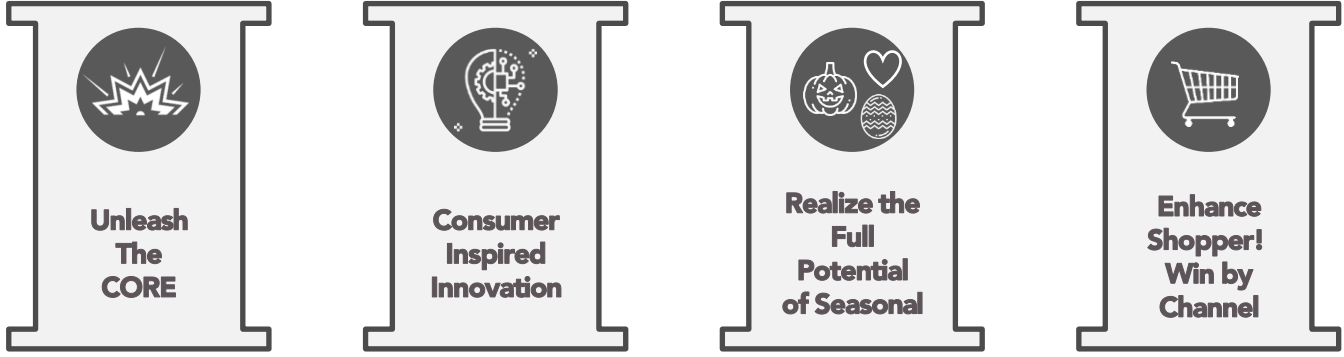 Unleash
The
CORE
Consumer
Inspired
Innovation
Realize the
Full
Potential
of Seasonal
Enhance
Shopper!
Win by
Channel